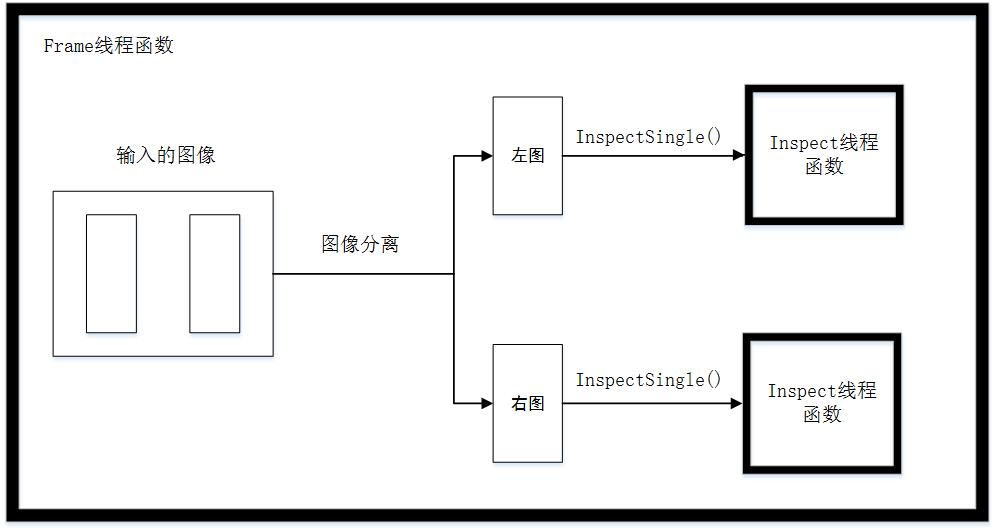 Frame线程函数
输入的图像
图像分离
左图
InspectSingle()
Inspect线程
函数
右图
InspectSingle()
Inspect线程
函数